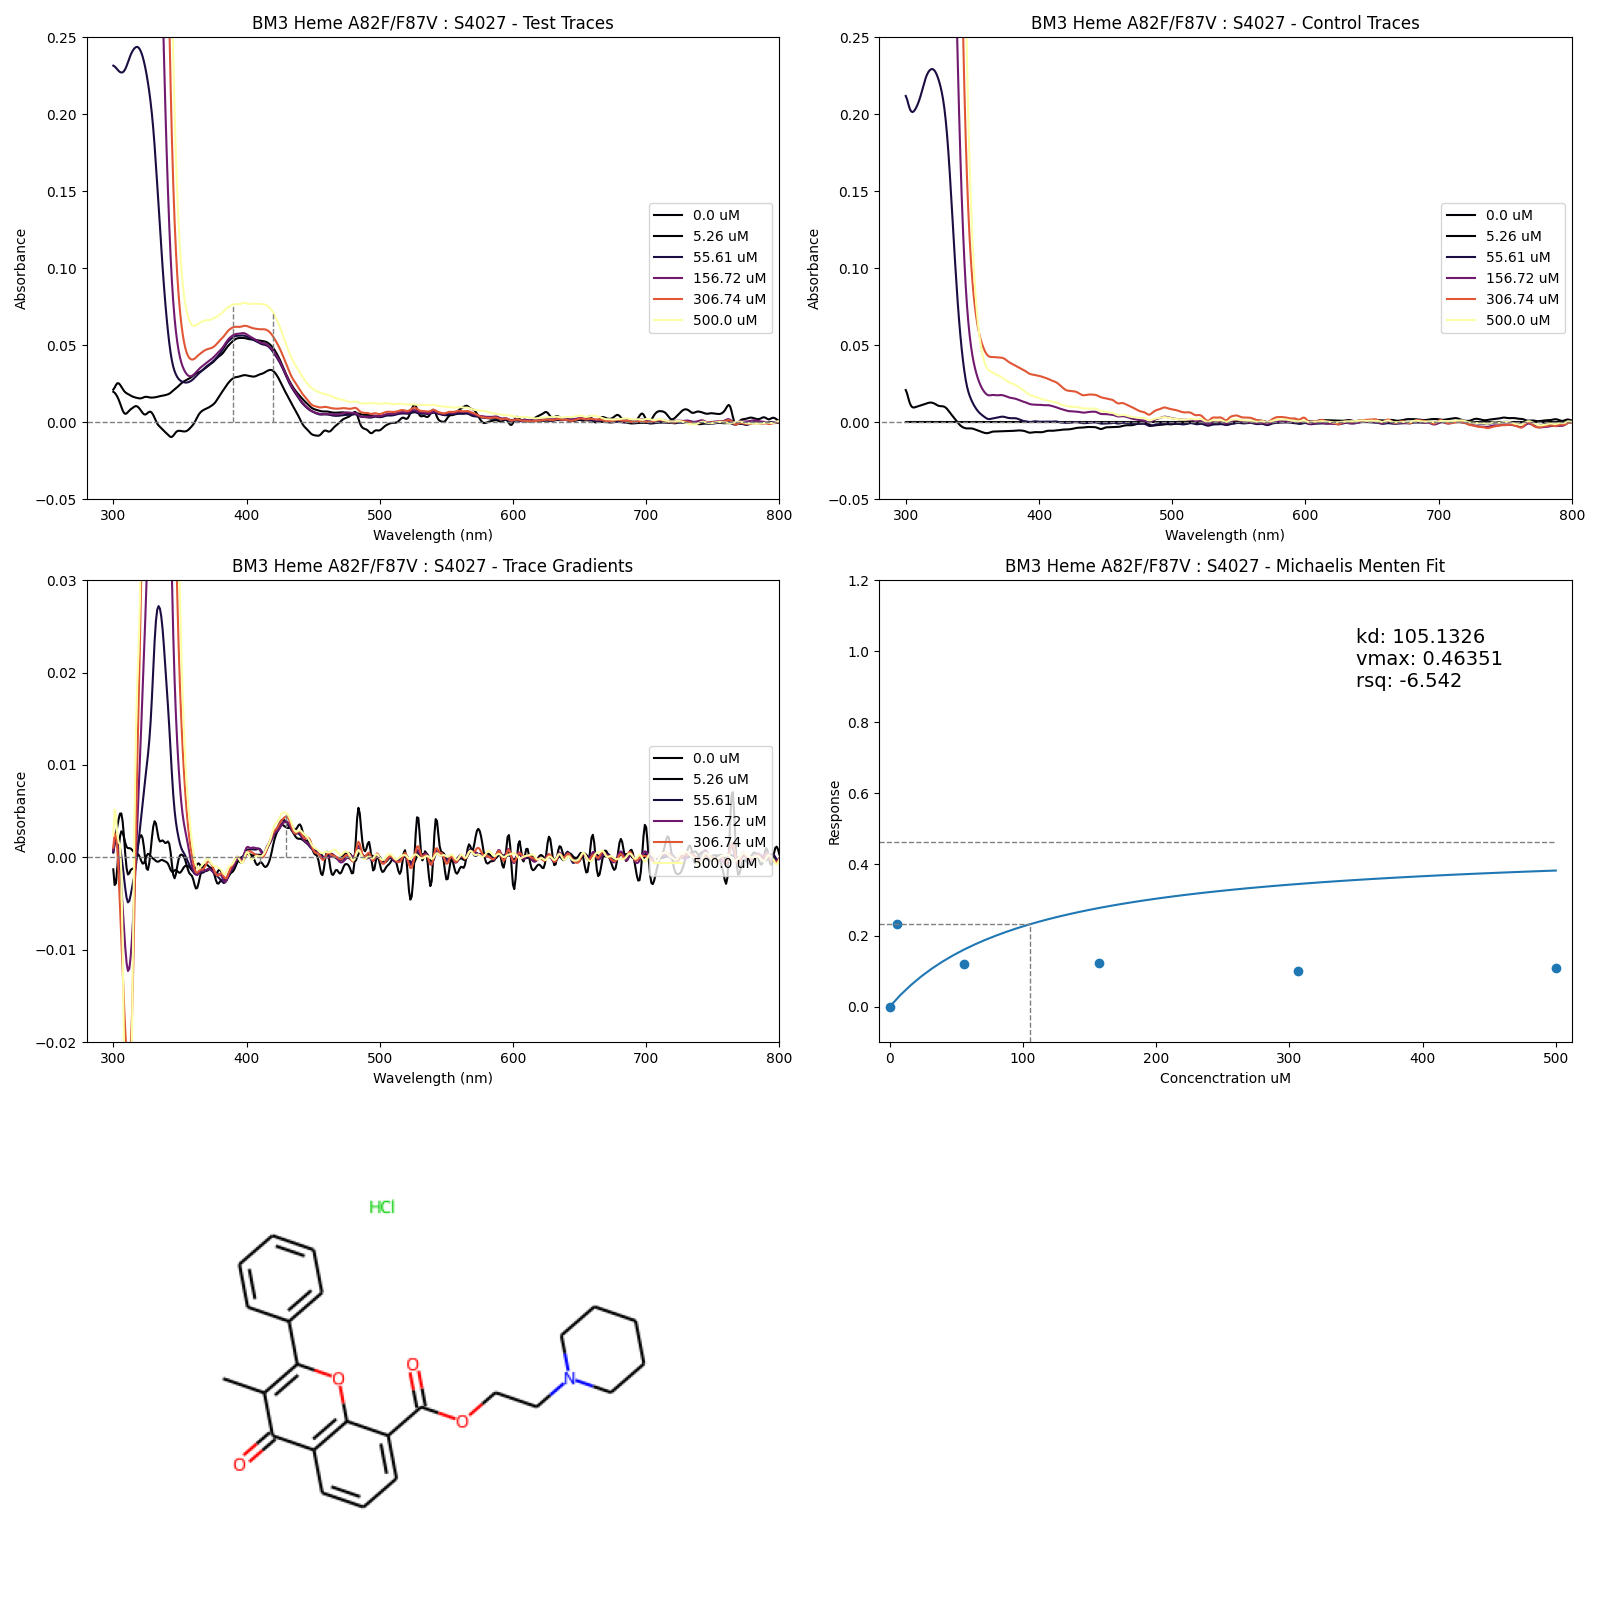 BM3 Heme A82F/F87V : S4027 - Test Traces
0.25
0.20
0.15
0.10
0.05
0.00
−0.05
Absorbance
0.0 uM
5.26 uM
55.61 uM
156.72 uM
306.74 uM
500.0 uM
300 400 500 600 700 800
Wavelength (nm)
BM3 Heme A82F/F87V : S4027 - Control Traces
0.25
0.20
0.15
0.10
0.05
0.00
−0.05
Absorbance
0.0 uM
5.26 uM
55.61 uM
156.72 uM
306.74 uM
500.0 uM
300 400 500 600 700 800
Wavelength (nm)
BM3 Heme A82F/F87V : S4027 - Trace Gradients
0.03
0.02
0.01
0.00
−0.01
−0.02
Absorbance
0.0 uM
5.26 uM
55.61 uM
156.72 uM
306.74 uM
500.0 uM
300 400 500 600 700 800
Wavelength (nm)
BM3 Heme A82F/F87V : S4027 - Michaelis Menten Fit
1.2
1.0
0.8
0.6
0.4
0.2
0.0
Response
kd: 105.1326
vmax: 0.46351
rsq: -6.542
0 100 200 300 400 500
Concenctration uM
HCl
O
O
N
O
O